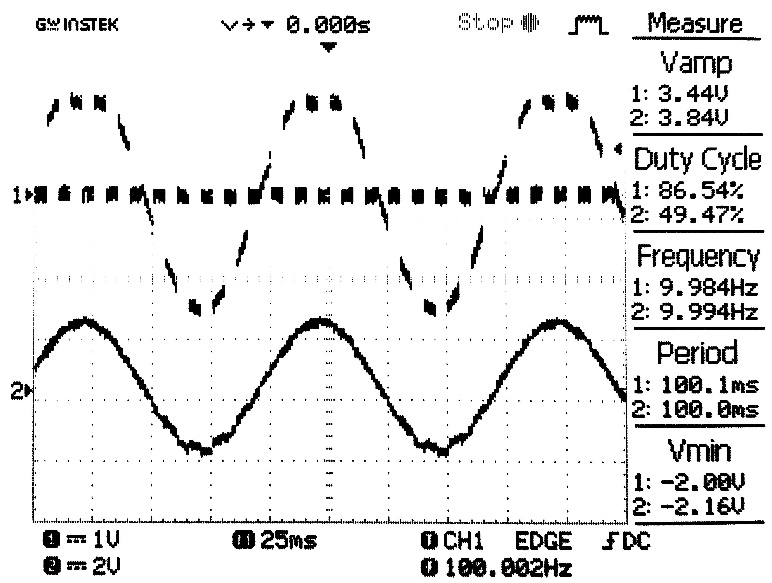 GW INSTEK 0.000s Stop
Measure
Vamp
1: 3.44V
2: 3.84V
Duty Cycle
1: 86.54%
2: 49.47%
Frequency
1: 9.984Hz
2: 9.994Hz
Period
1: 100.1ms
2: 100.0ms
Vmin
1: -2.00V
2: -2.16V
1
2
1 1V M 25ms 1 CH1 EDGE DC
2 2V 1 100.002Hz